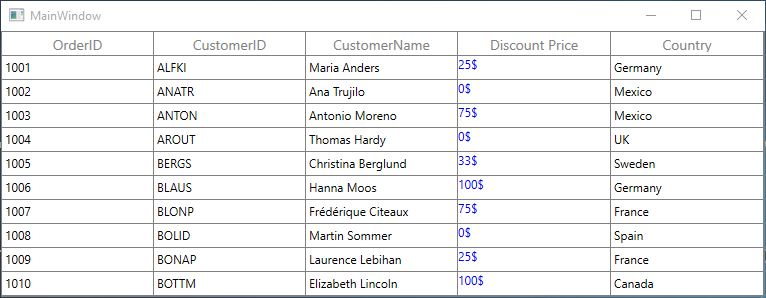 MainWindow
OrderID CustomerID CustomerName Discount Price Country
1001 ALFKI Maria Anders 25$ Germany
1002 ANATR Ana Trujilo 0$ Mexico
1003 ANTON Antonio Moreno 75$ Mexico
1004 AROUT Thomas Hardy 0$ UK
1005 BERGS Christina Berglund 33$ Sweden
1006 BLAUS Hanna Moos 100$ Germany
1007 BLONP Frédérique Citeaux 75$ France
1008 BOLID Martin Sommer 0$ Spain
1009 BONAP Laurence Lebihan 25$ France
1010 BOTTM Elizabeth Lincoln 100$ Canada